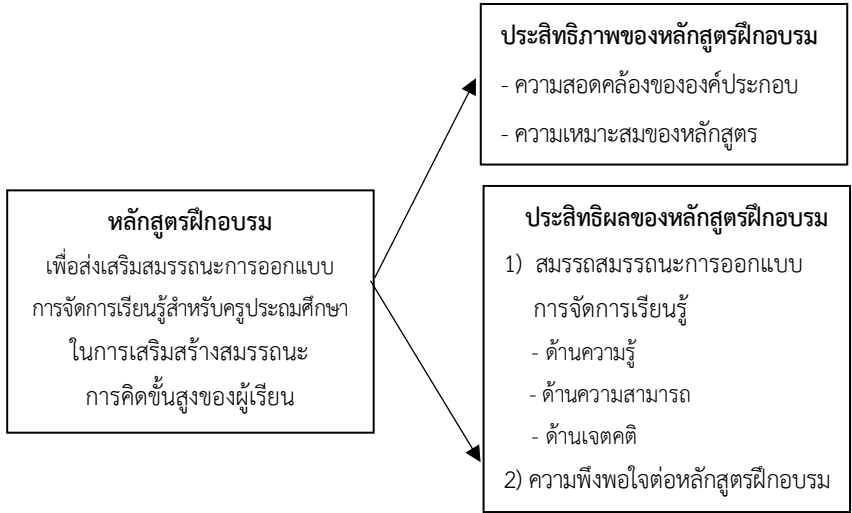 หลักสูตรฝึกอบรม
เพื่อส่งเสริมสมรรถนะการออกแบบ
การจัดการเรียนรู้สำหรับครูประถมศึกษา
ในการเสริมสร้างสมรรถนะ
การคิดขั้นสูงของผู้เรียน
ประสิทธิภาพของหลักสูตรฝึกอบรม
- ความสอดคล้องขององค์ประกอบ
- ความเหมาะสมของหลักสูตร
ประสิทธิผลของหลักสูตรฝึกอบรม
1) สมรรถสมรรถนะการออกแบบ
การจัดการเรียนรู้
- ด้านความรู้
- ด้านความสามารถ
- ด้านเจตคติ
2) ความพึงพอใจต่อหลักสูตรฝึกอบรม